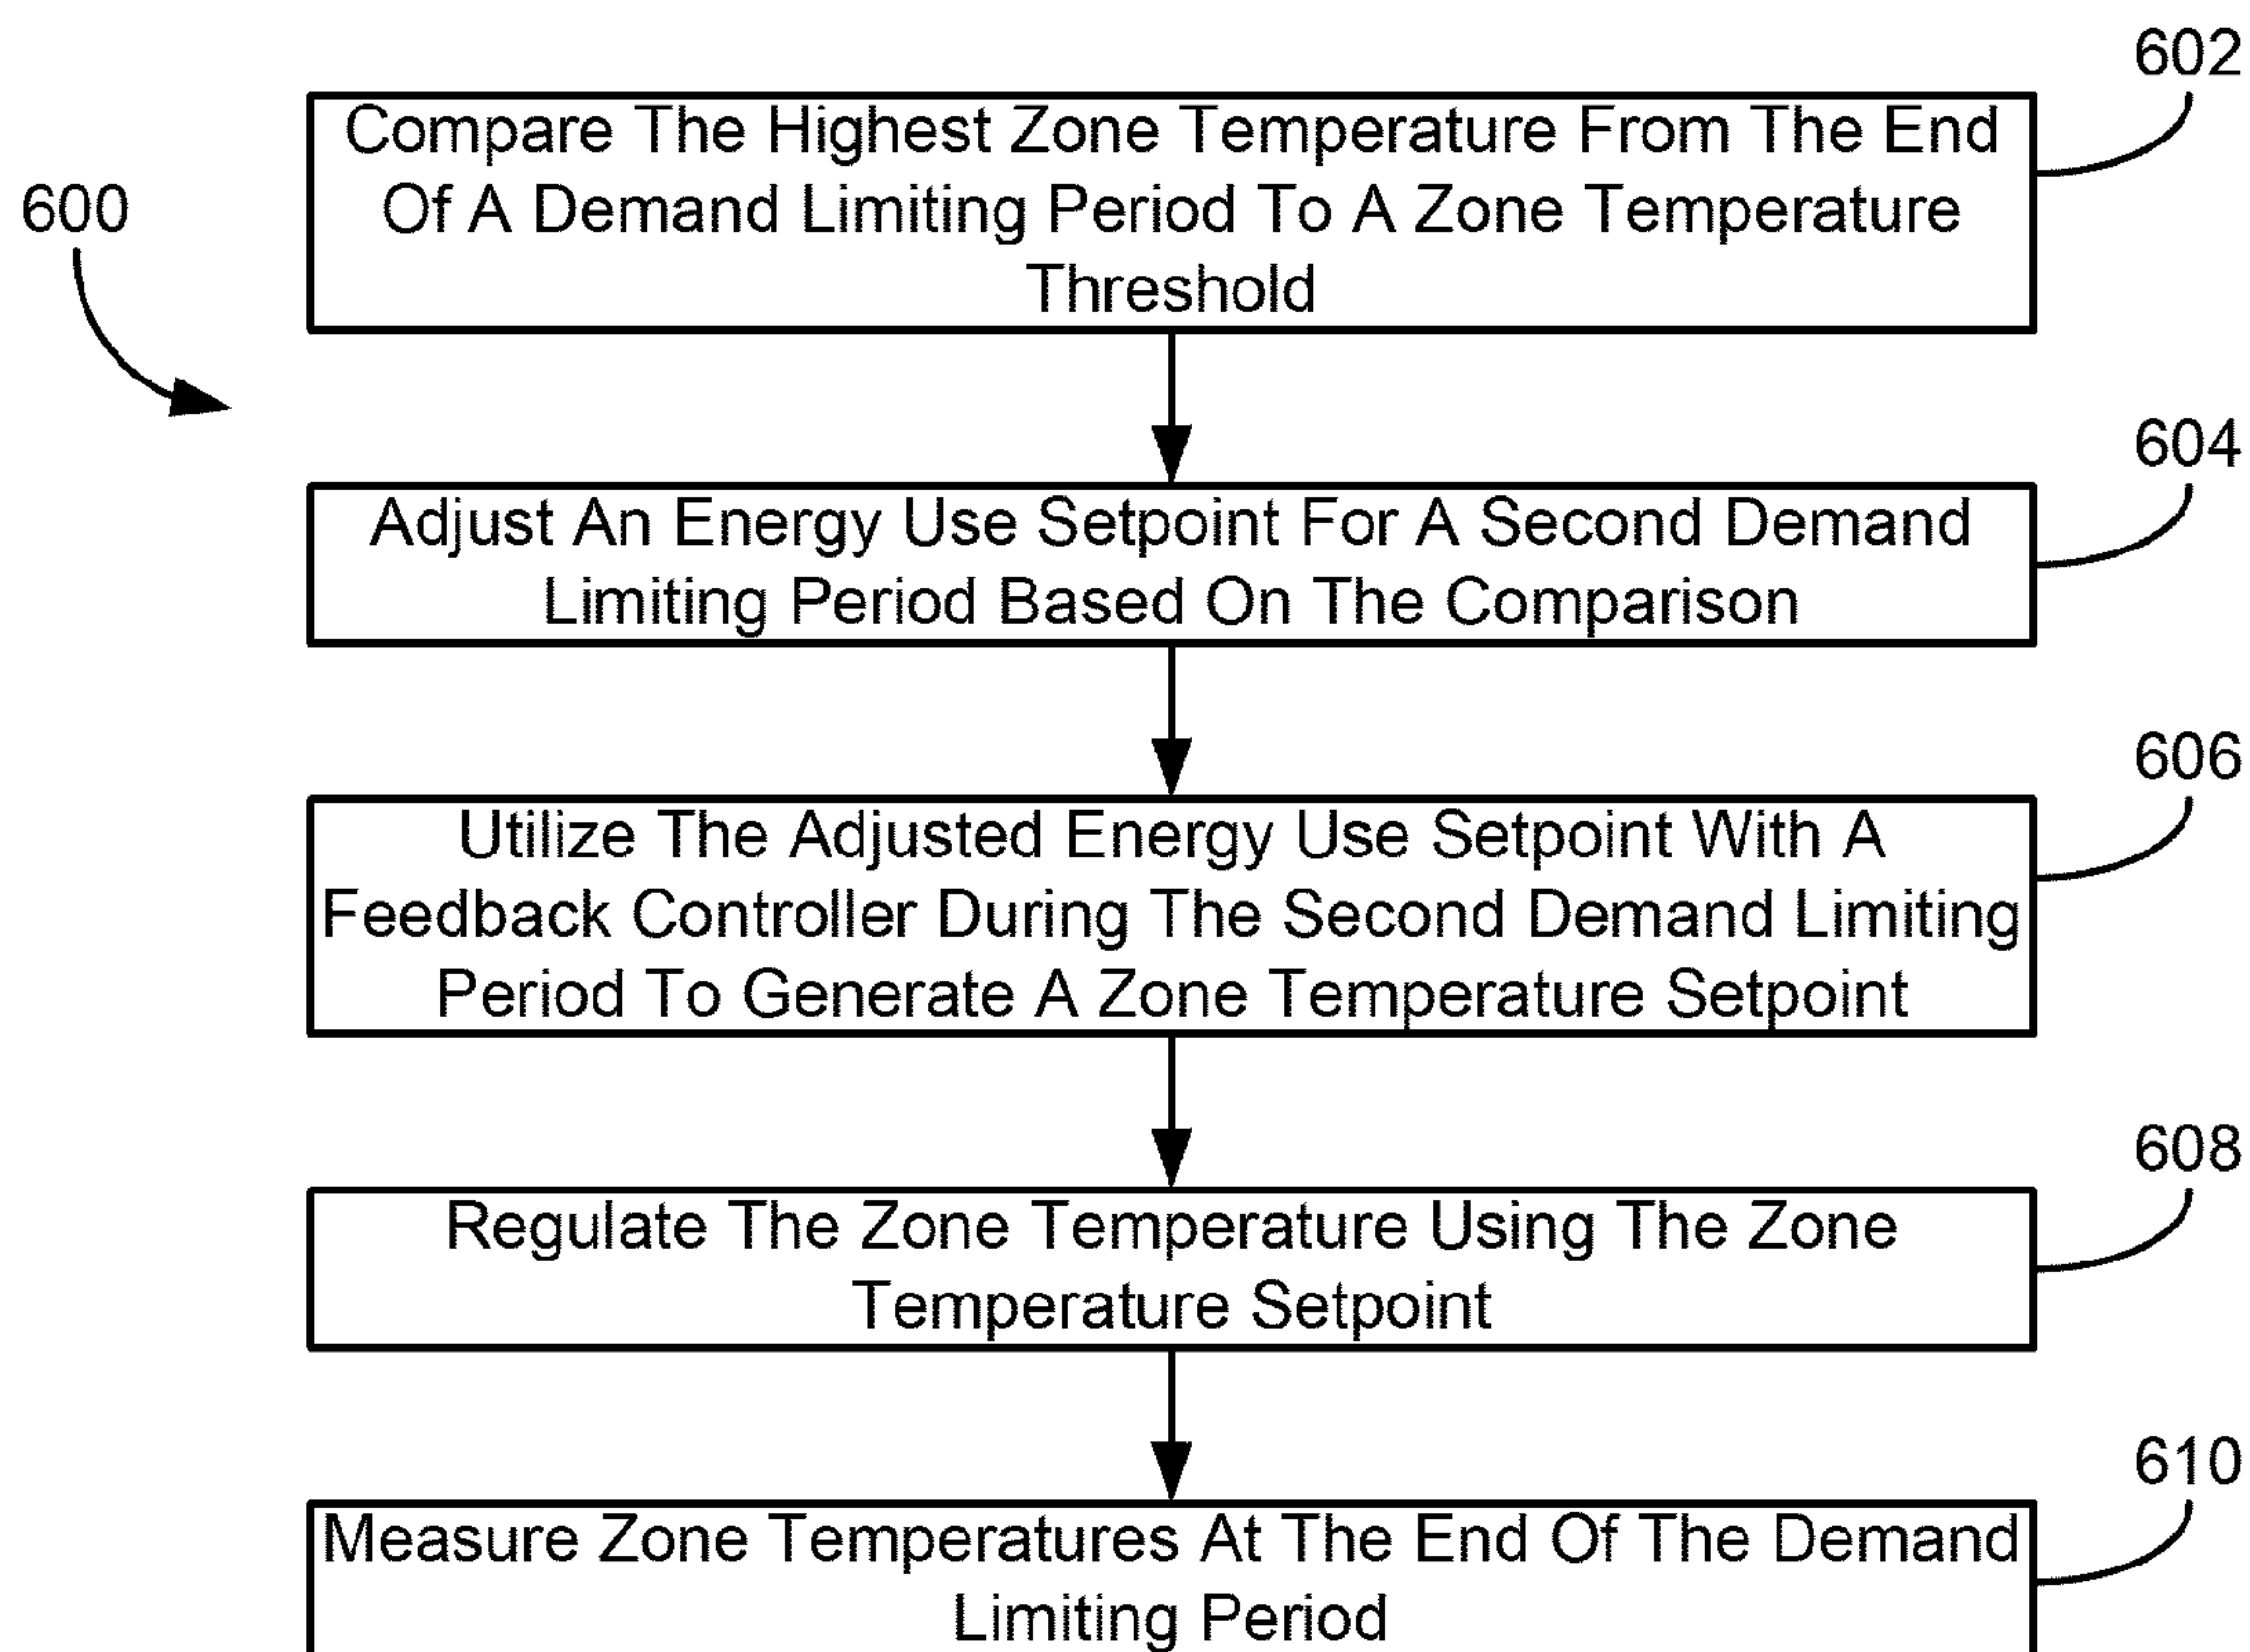 602
Compare The Highest Zone Temperature From The End
Of A Demand Limiting Period To A Zone Temperature
Threshold
600
604
Adjust An Energy Use Setpoint For A Second Demand
Limiting Period Based On The Comparison
606
Utilize The Adjusted Energy Use Setpoint With A
Feedback Controller During The Second Demand Limiting
Period To Generate A Zone Temperature Setpoint
608
Regulate The Zone Temperature Using The Zone
Temperature Setpoint
610
Measure Zone Temperatures At The End Of The Demand
Limiting Period